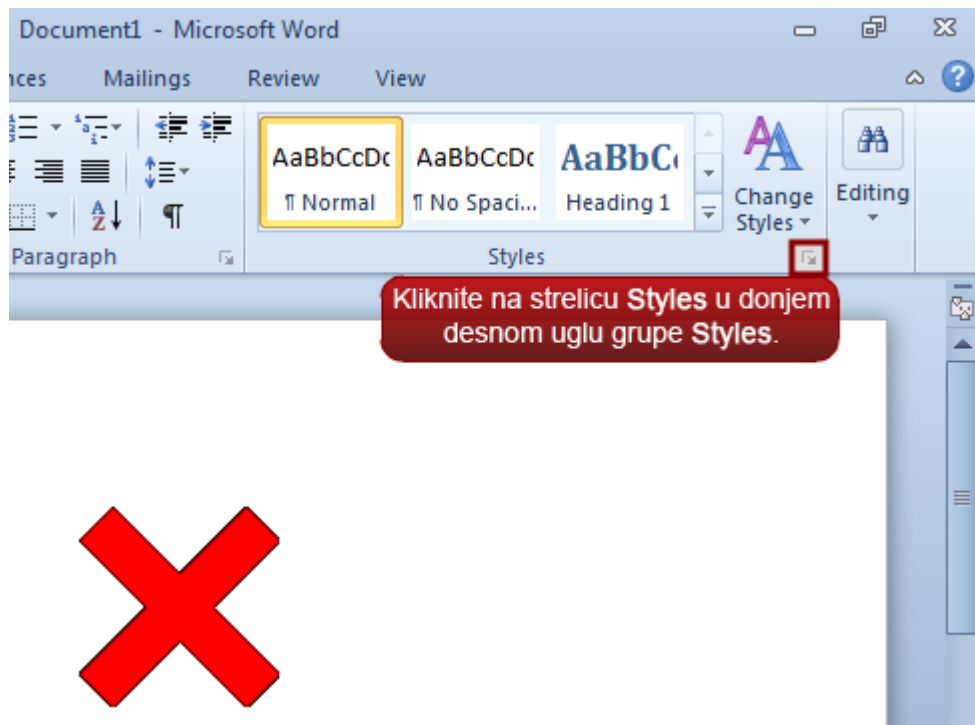 Document1 - Microsoft Word
nces Mailings Review View
AaBbCcDc AaBbCcDc AaBbC
¶ Normal ¶ No Spaci... Heading 1
Change
Styles
Editing
Paragraph Styles
Kliknite na strelicu Styles u donjem
desnom uglu grupe Styles.